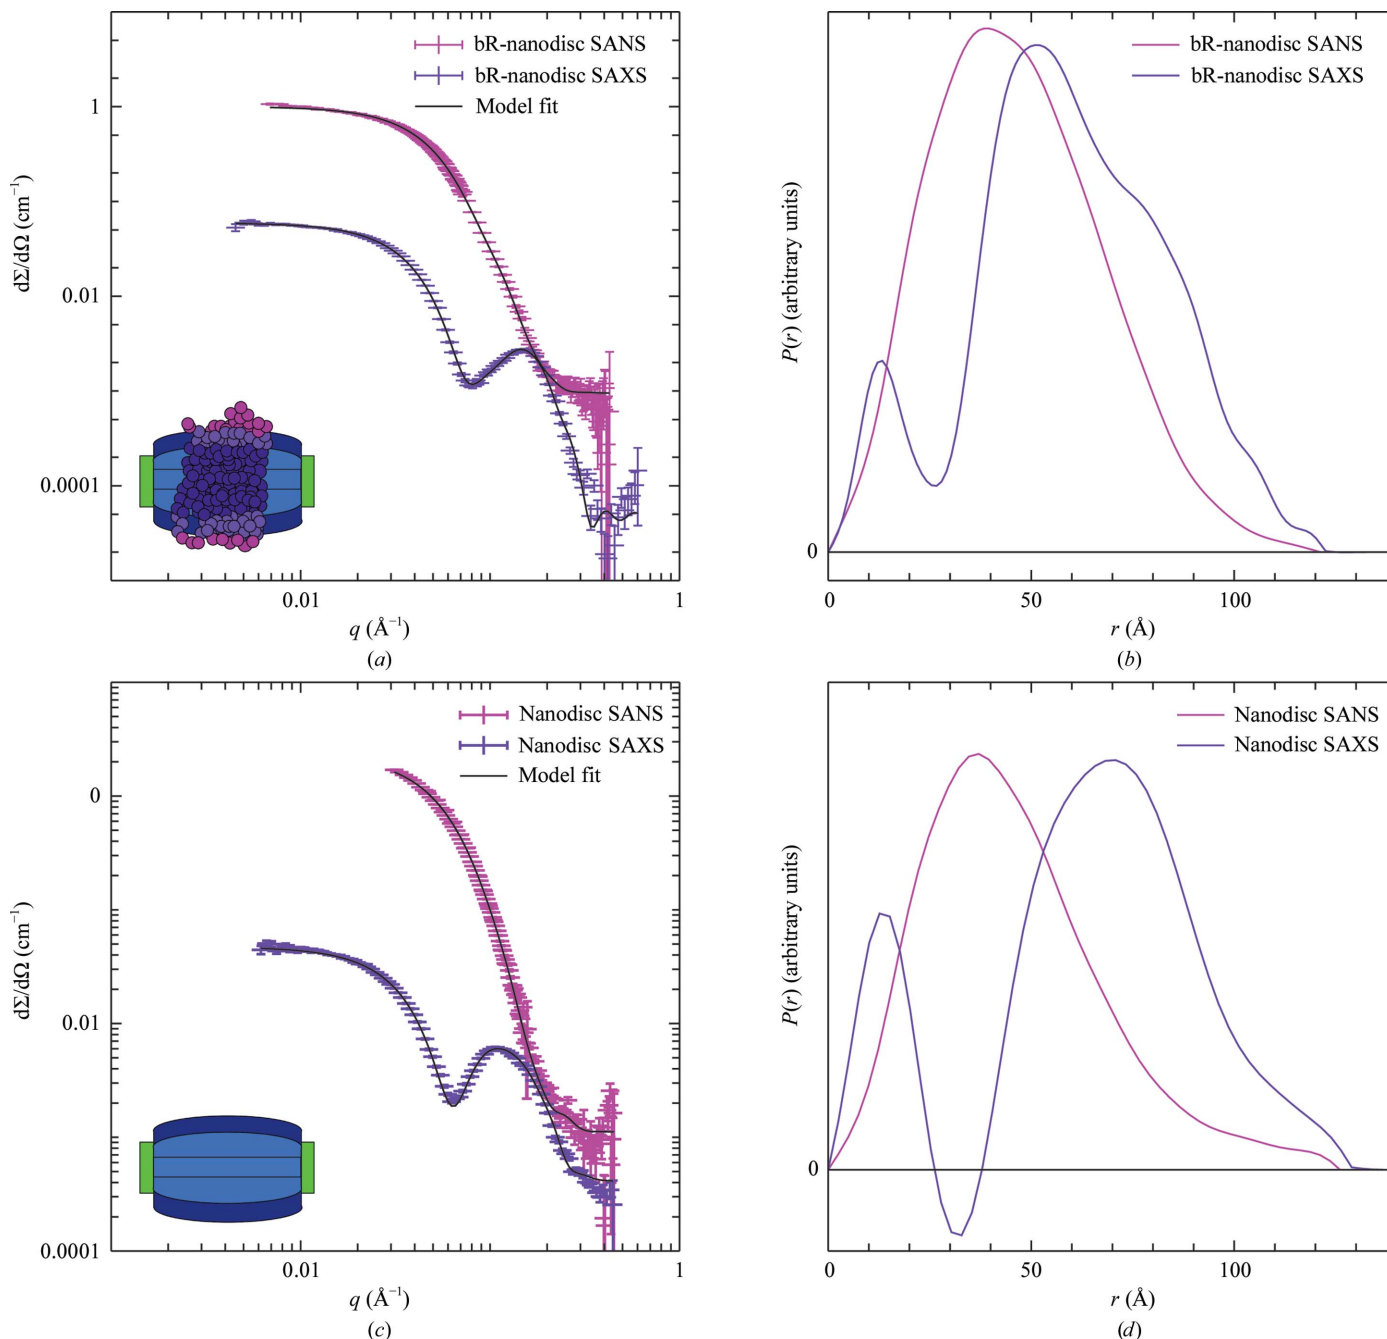 bR-nanodisc SANS
bR-nanodisc SAXS
Model fit
dΣ/dΩ (cm⁻¹)
1
0.01
0.0001
0.01
1
q (Å⁻¹)
(a)
bR-nanodisc SANS
bR-nanodisc SAXS
P(r) (arbitrary units)
0
0
50
100
r (Å)
(b)
Nanodisc SANS
Nanodisc SAXS
Model fit
dΣ/dΩ (cm⁻¹)
0
0.01
0.0001
0.01
1
q (Å⁻¹)
(c)
Nanodisc SANS
Nanodisc SAXS
P(r) (arbitrary units)
0
0
50
100
r (Å)
(d)